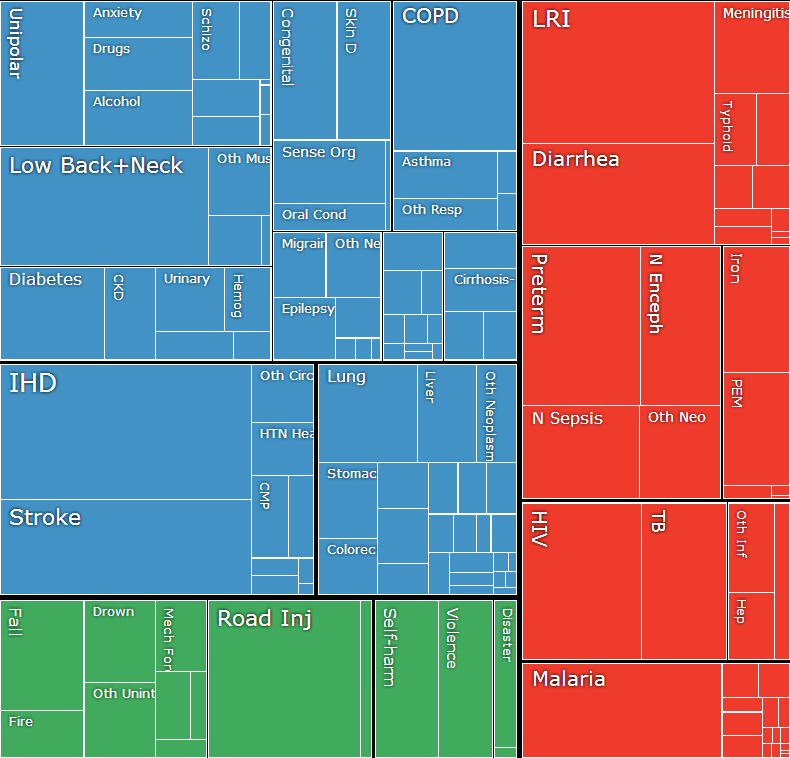 Unipolar
Anxiety
Drugs
Alcohol
Schizo
Congenital
Skin D
Sense Org
Oral Cond
COPD
Asthma
Oth Resp
LRI
Diarrhea
Meningitis
Typhoid
Low Back+Neck
Oth Mus
Diabetes
CKD
Urinary
Hemog
Migrain
Oth Ne
Epilepsy
Cirrhosis-
Preterm
N Enceph
N Sepsis
Oth Neo
Iron
PEM
IHD
Stroke
Oth Circ
HTN Hea
CMP
Lung
Liver
Oth Neoplasm
Stomac
Colorec
HIV
TB
Oth Inf
Hep
Fall
Fire
Drown
Oth Unint
Mech For
Road Inj
Self-harm
Violence
Disaster
Malaria